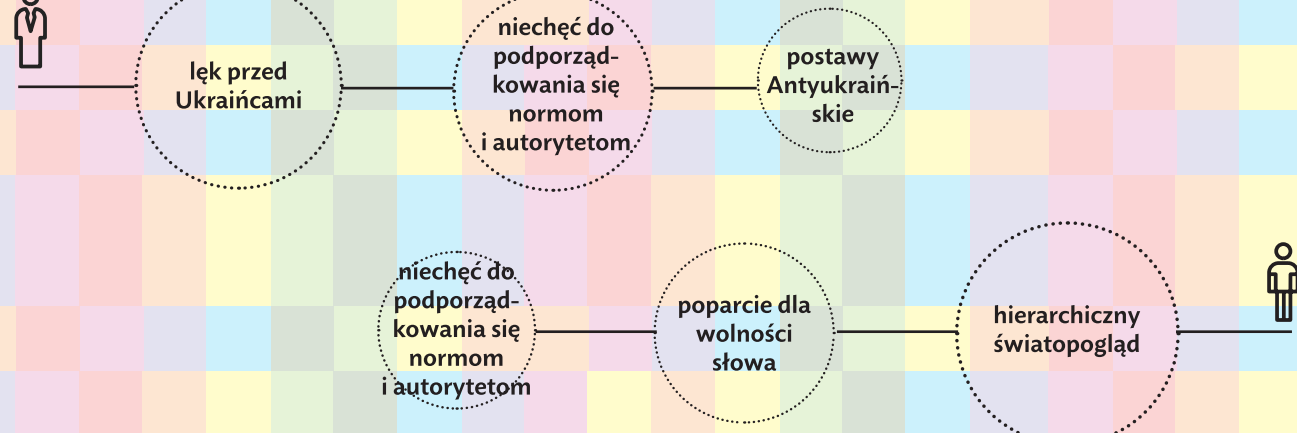 lęk przed
Ukraińcami
niechęć do
podporząd-
kowania się
normom
i autorytetom
postawy
Antyukraiń-
skie
niechęć do
podporząd-
kowania się
normom
i autorytetom
poparcie dla
wolności
słowa
hierarchiczny
światopogląd